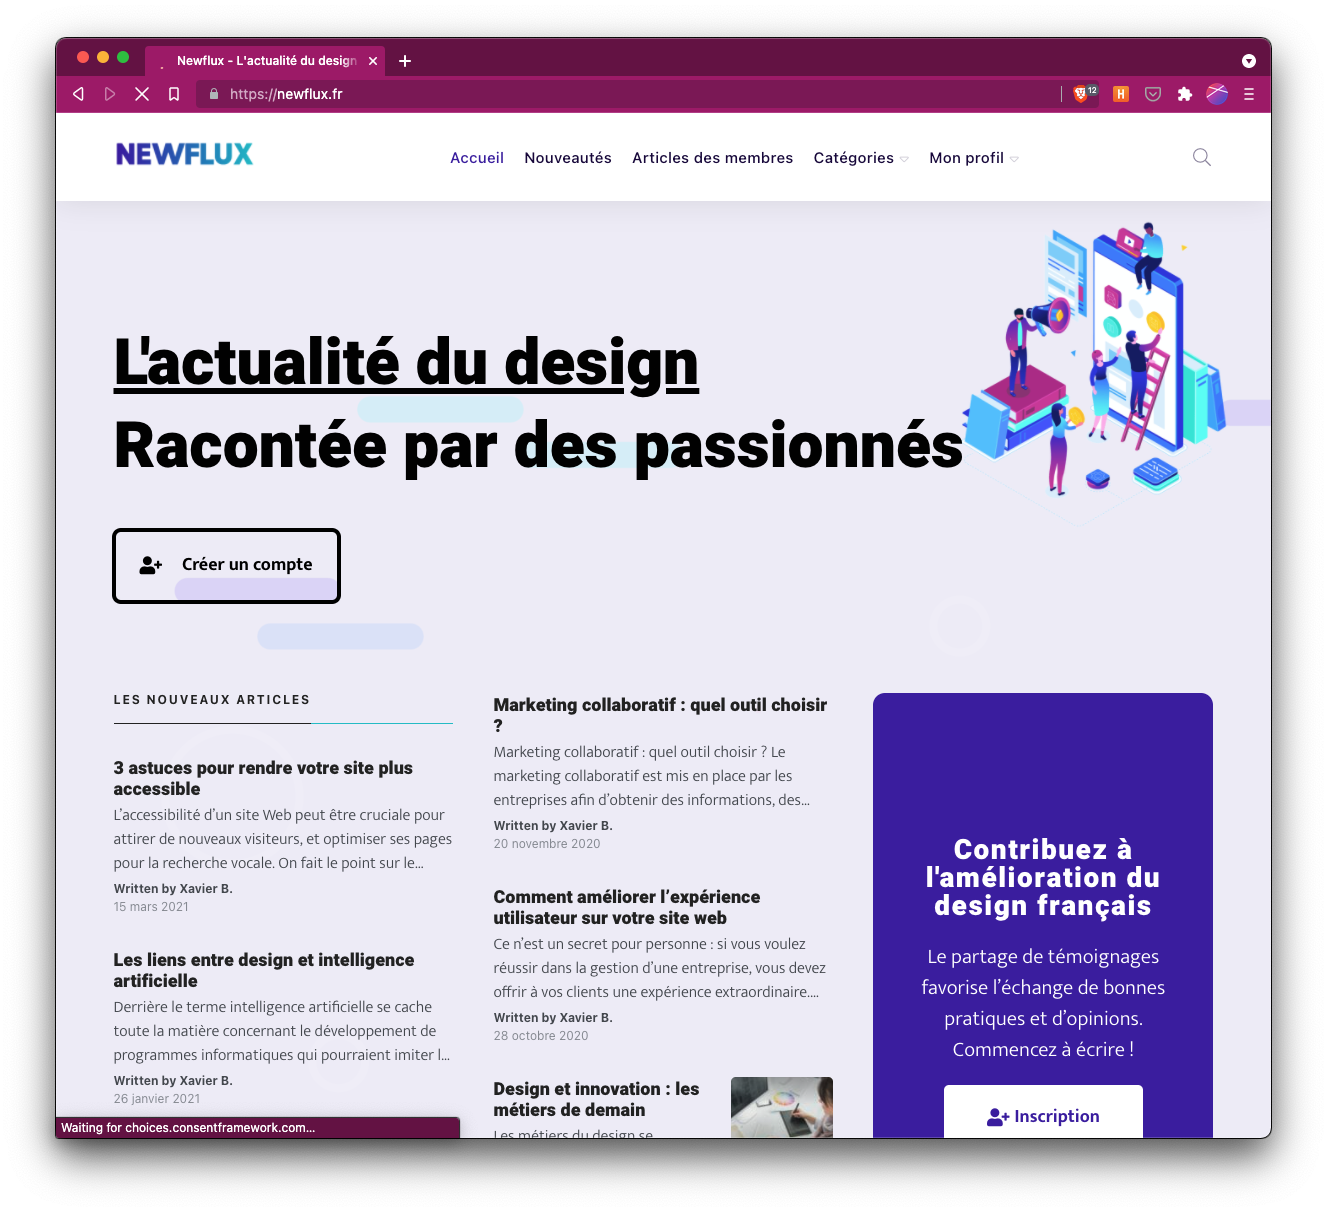 Newflux - L'actualité du design
https://newflux.fr
12
H
NEWFLUX
Accueil
Nouveautés
Articles des membres
Catégories
Mon profil
L'actualité du design
Racontée par des passionnés
Créer un compte
LES NOUVEAUX ARTICLES
3 astuces pour rendre votre site plus
accessible
L’accessibilité d’un site Web peut être cruciale pour
attirer de nouveaux visiteurs, et optimiser ses pages
pour la recherche vocale. On fait le point sur le...
Written by Xavier B.
15 mars 2021
Les liens entre design et intelligence
artificielle
Derrière le terme intelligence artificielle se cache
toute la matière concernant le développement de
programmes informatiques qui pourraient imiter l...
Written by Xavier B.
26 janvier 2021
Marketing collaboratif : quel outil choisir
?
Marketing collaboratif : quel outil choisir ? Le
marketing collaboratif est mis en place par les
entreprises afin d’obtenir des informations, des...
Written by Xavier B.
20 novembre 2020
Comment améliorer l’expérience
utilisateur sur votre site web
Ce n’est un secret pour personne : si vous voulez
réussir dans la gestion d’une entreprise, vous devez
offrir à vos clients une expérience extraordinaire....
Written by Xavier B.
28 octobre 2020
Design et innovation : les
métiers de demain
Les métiers du design se
Contribuez à
l'amélioration du
design français
Le partage de témoignages
favorise l’échange de bonnes
pratiques et d’opinions.
Commencez à écrire !
Inscription
Waiting for choices.consentframework.com...